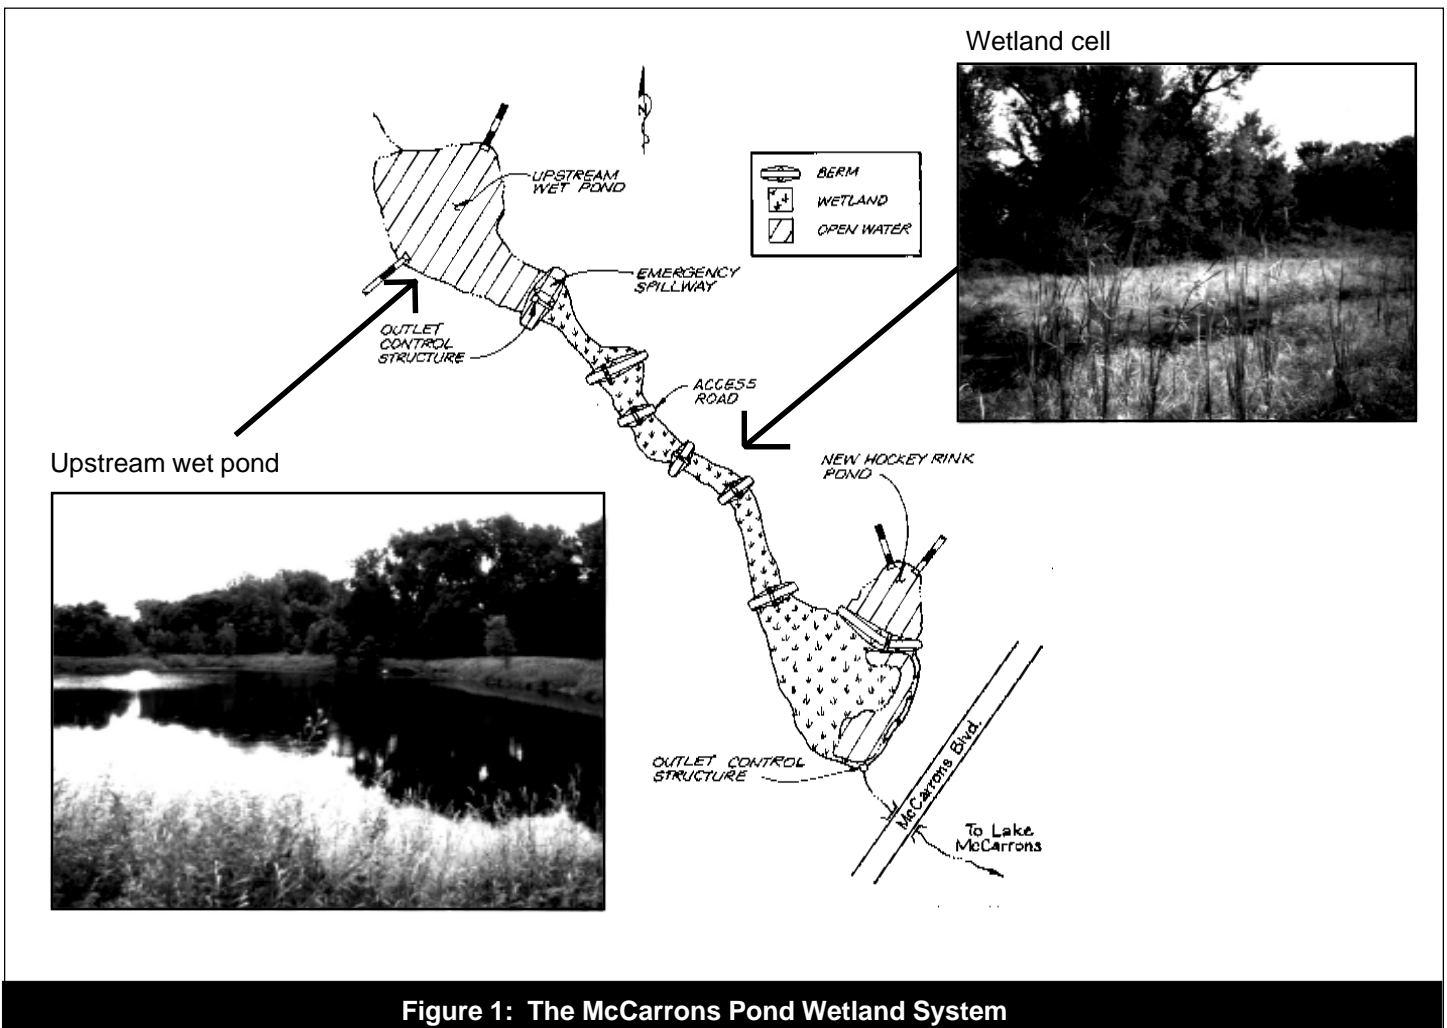 Wetland cell
N
UPSTREAM
WET POND
BERM
WETLAND
OPEN WATER
EMERGENCY
SPILLWAY
OUTLET
CONTROL
STRUCTURE
ACCESS
ROAD
Upstream wet pond
NEW HOCKEY RINK
POND
OUTLET CONTROL
STRUCTURE
McCarrons Blvd.
To Lake
McCarrons
Figure 1: The McCarrons Pond Wetland System